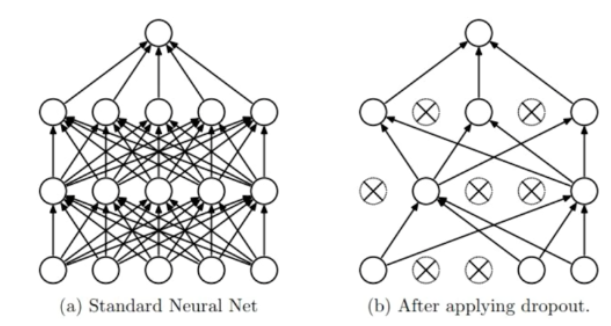 (a) Standard Neural Net
(b) After applying dropout.